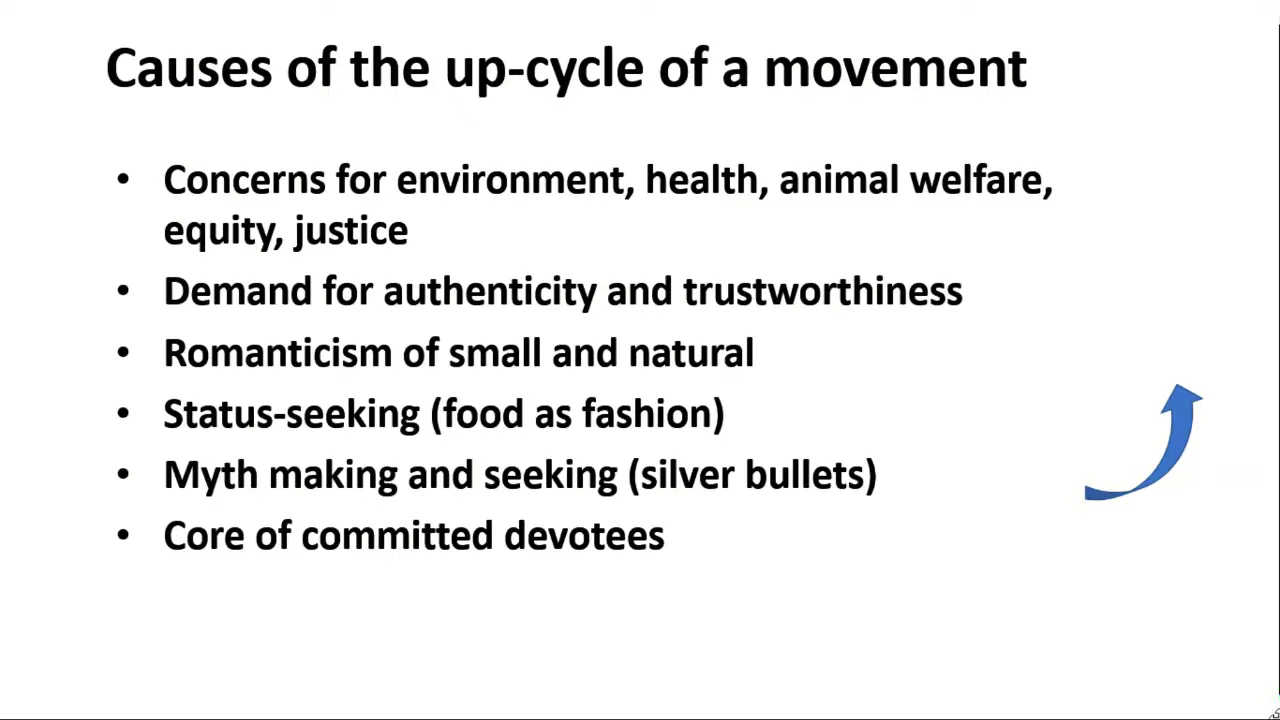 Causes of the up-cycle of a movement
• Concerns for environment, health, animal welfare,
equity, justice
• Demand for authenticity and trustworthiness
• Romanticism of small and natural
• Status-seeking (food as fashion)
• Myth making and seeking (silver bullets)
• Core of committed devotees